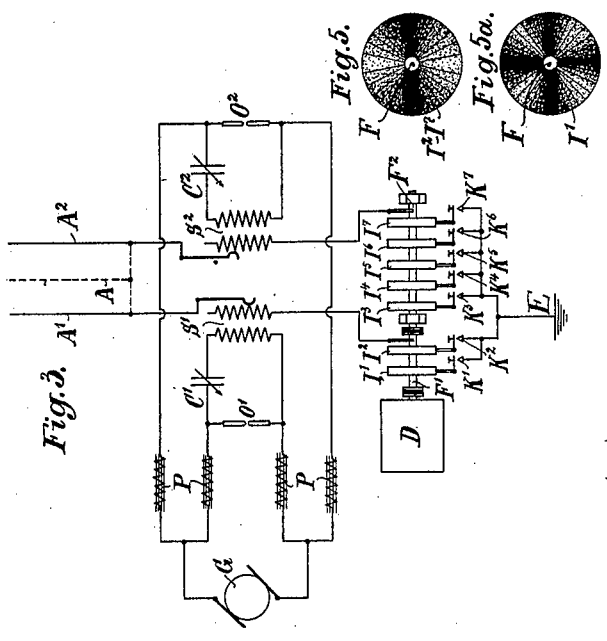 Fig. 3.
A¹
A
A²
S¹
S²
C¹
C²
O¹
O²
P
P
G
D
F¹
I¹
I²
I³
I⁴
I⁵
I⁶
I⁷
F²
K¹
K²
K³
K⁴
K⁵
K⁶
K⁷
E
Fig. 5.
F
Fig. 5a.
F
I¹